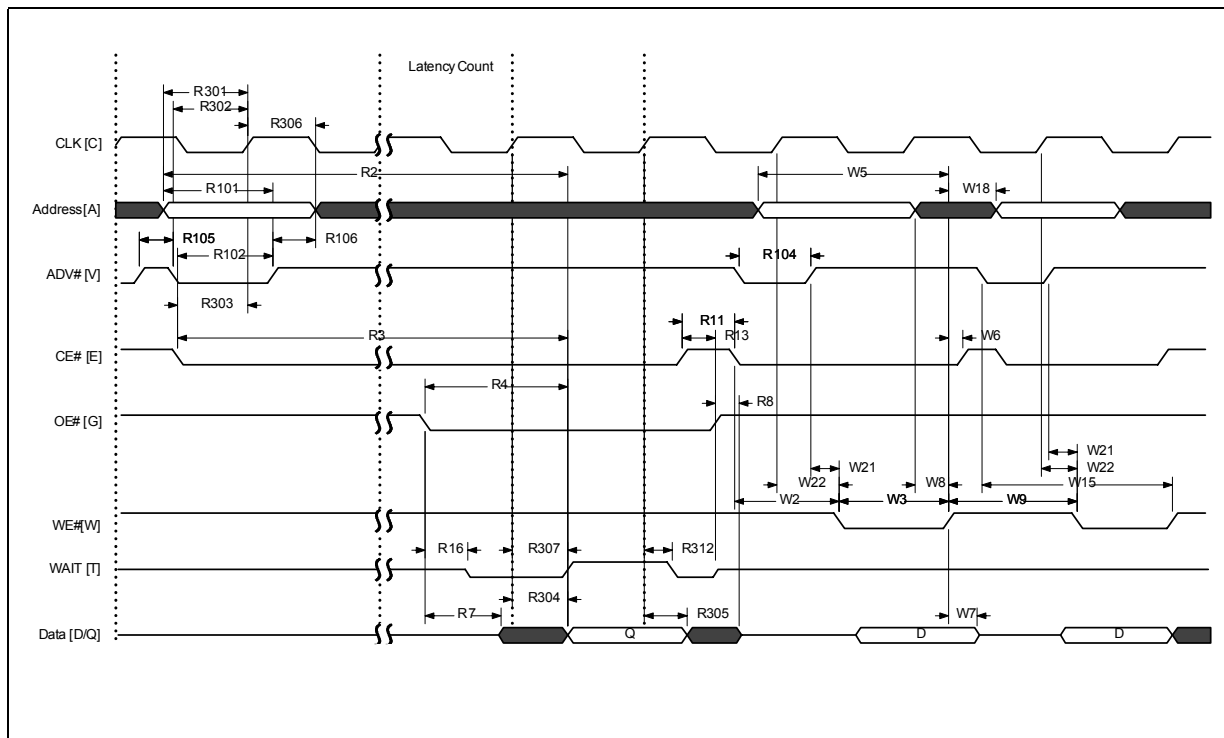 Latency Count
R301
R302
R306
CLK [C]
R2
W5
R101
W18
Address [A]
R105
R102
R106
R104
ADV# [V]
R303
R11
R3
R13
W6
CE# [E]
R4
R8
OE# [G]
W21
W21
W22
W22
W8
W15
W2
W3
W9
WE# [W]
R16
R307
R312
WAIT [T]
R304
R7
R305
W7
Data [D/Q]
Q
D
D